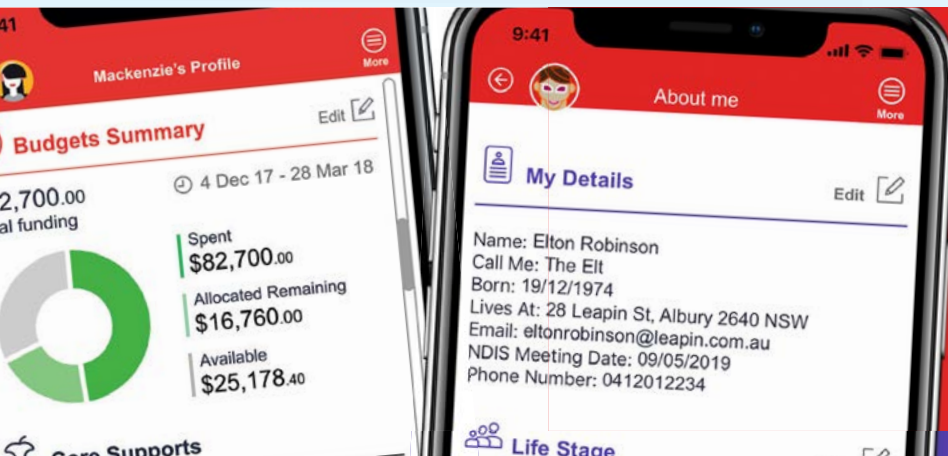 41
Mackenzie's Profile
More
Budgets Summary
Edit
2,700.00
al funding
4 Dec 17 - 28 Mar 18
Spent
$82,700.00
Allocated Remaining
$16,760.00
Available
$25,178.40
Core Supports
9:41
About me
More
My Details
Edit
Name: Elton Robinson
Call Me: The Elt
Born: 19/12/1974
Lives At: 28 Leapin St, Albury 2640 NSW
Email: eltonrobinson@leapin.com.au
NDIS Meeting Date: 09/05/2019
Phone Number: 0412012234
Life Stage